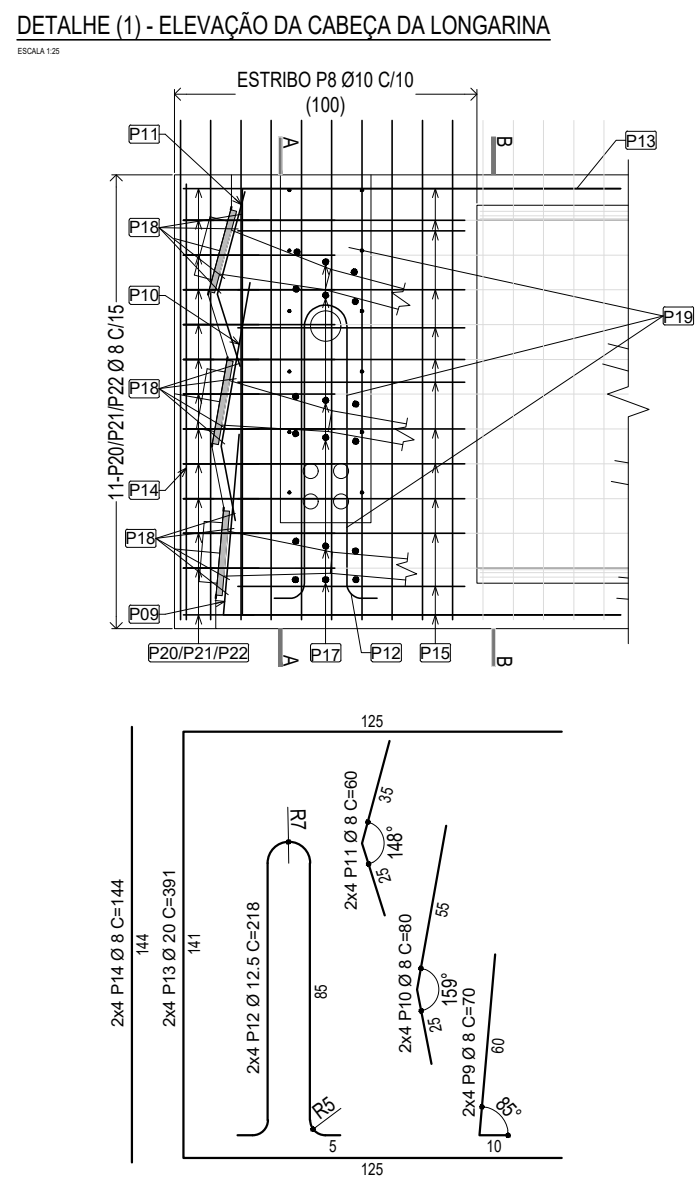 DETALHE (1) - ELEVAÇÃO DA CABEÇA DA LONGARINA
ESCALA 1:25
ESTRIBO P8 Ø10 C/10
(100)
P11
A
B
P13
P18
P10
P19
11-P20/P21/P22 Ø 8 C/15
P18
P14
P18
P09
P20/P21/P22
A
P17
P12
P15
B
125
2x4 P14 Ø 8 C=144
144
2x4 P13 Ø 20 C=391
141
2x4 P12 Ø 12.5 C=218
R7
85
R5
5
2x4 P11 Ø 8 C=60
35
148°
25
2x4 P10 Ø 8 C=80
55
159°
25
2x4 P9 Ø 8 C=70
60
85°
10
125